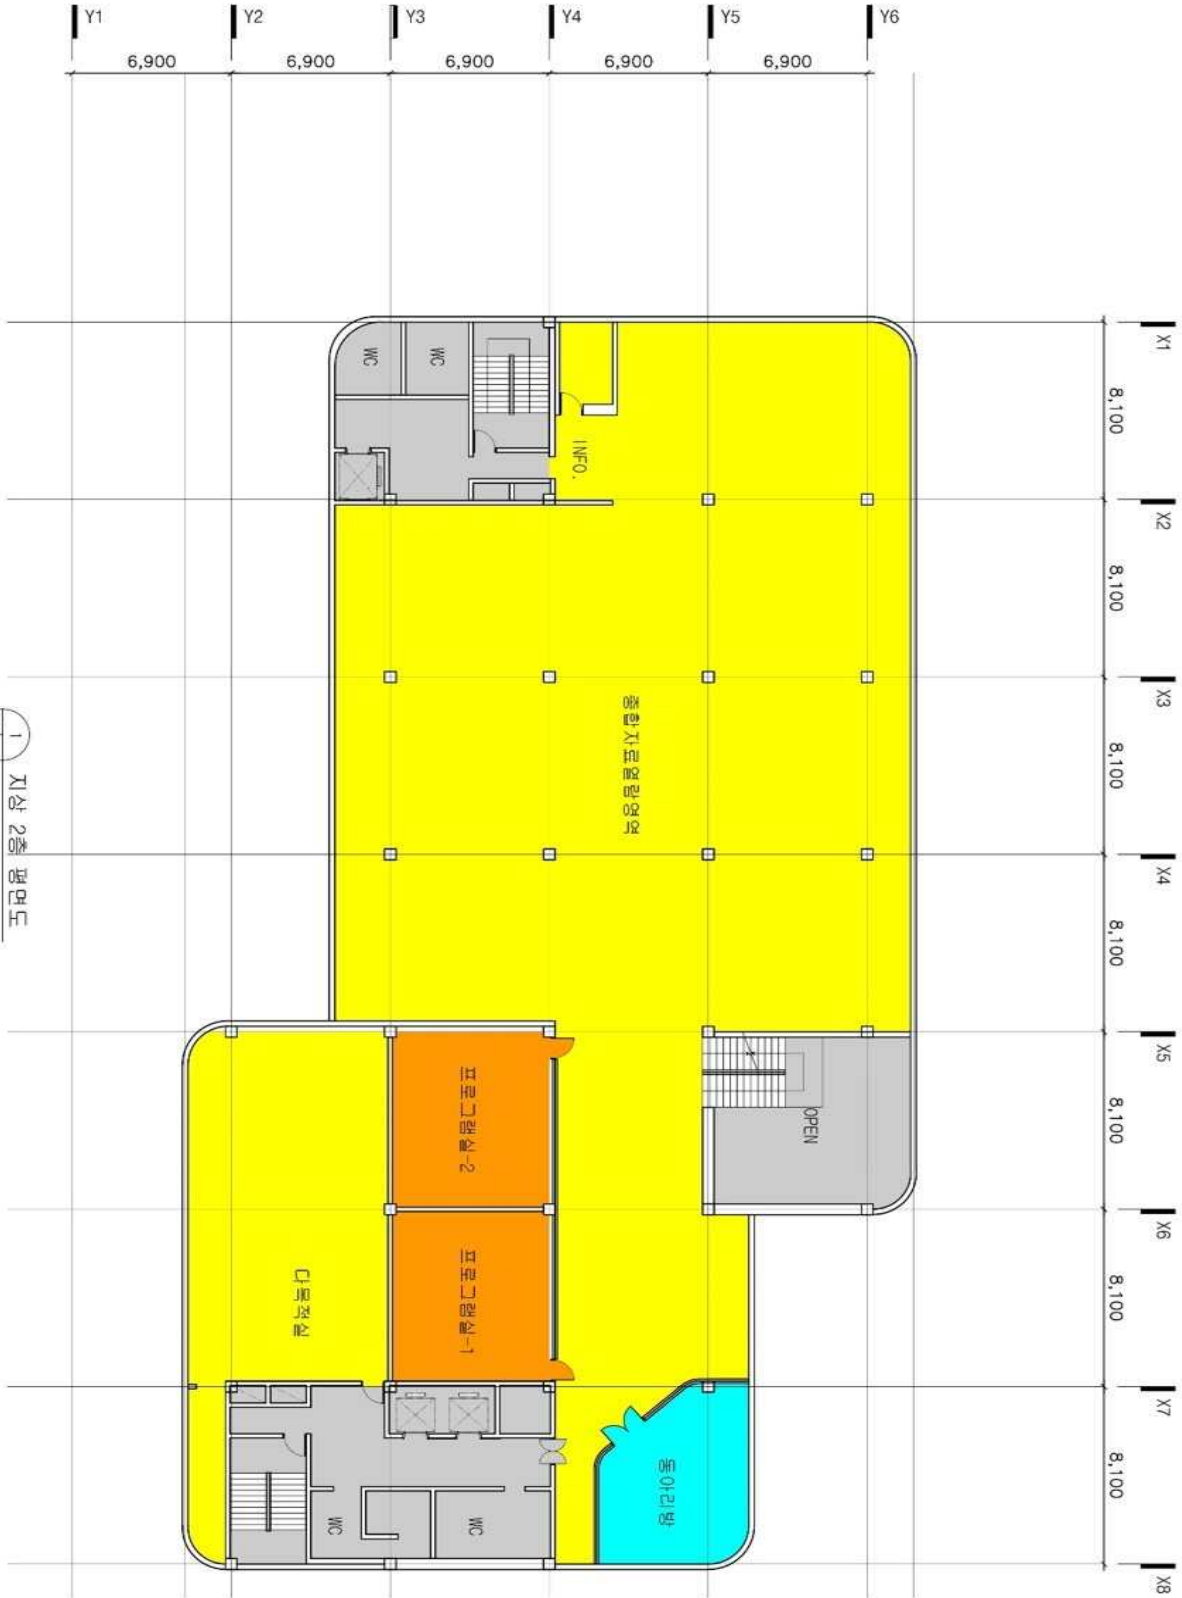 Y1
Y2
Y3
Y4
Y5
Y6
6,900
6,900
6,900
6,900
6,900
X1
8,100
X2
8,100
X3
8,100
X4
8,100
X5
8,100
X6
8,100
X7
8,100
X8
WC
WC
INFO.
종합자료열람영역
OPEN
프로그램실-2
프로그램실-1
다목적실
동아리방
WC
WC
1
지상 2층 평면도